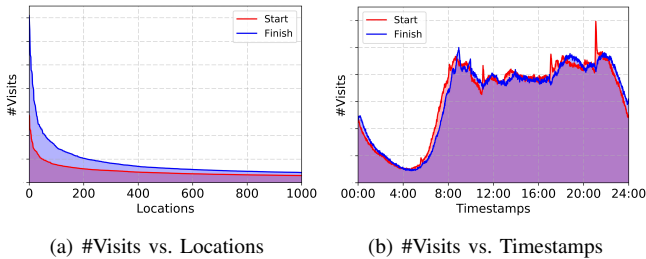 Start
Finish
#Visits
0 200 400 600 800 1000
Locations
(a) #Visits vs. Locations
Start
Finish
#Visits
00:00 4:00 8:00 12:00 16:00 20:00 24:00
Timestamps
(b) #Visits vs. Timestamps